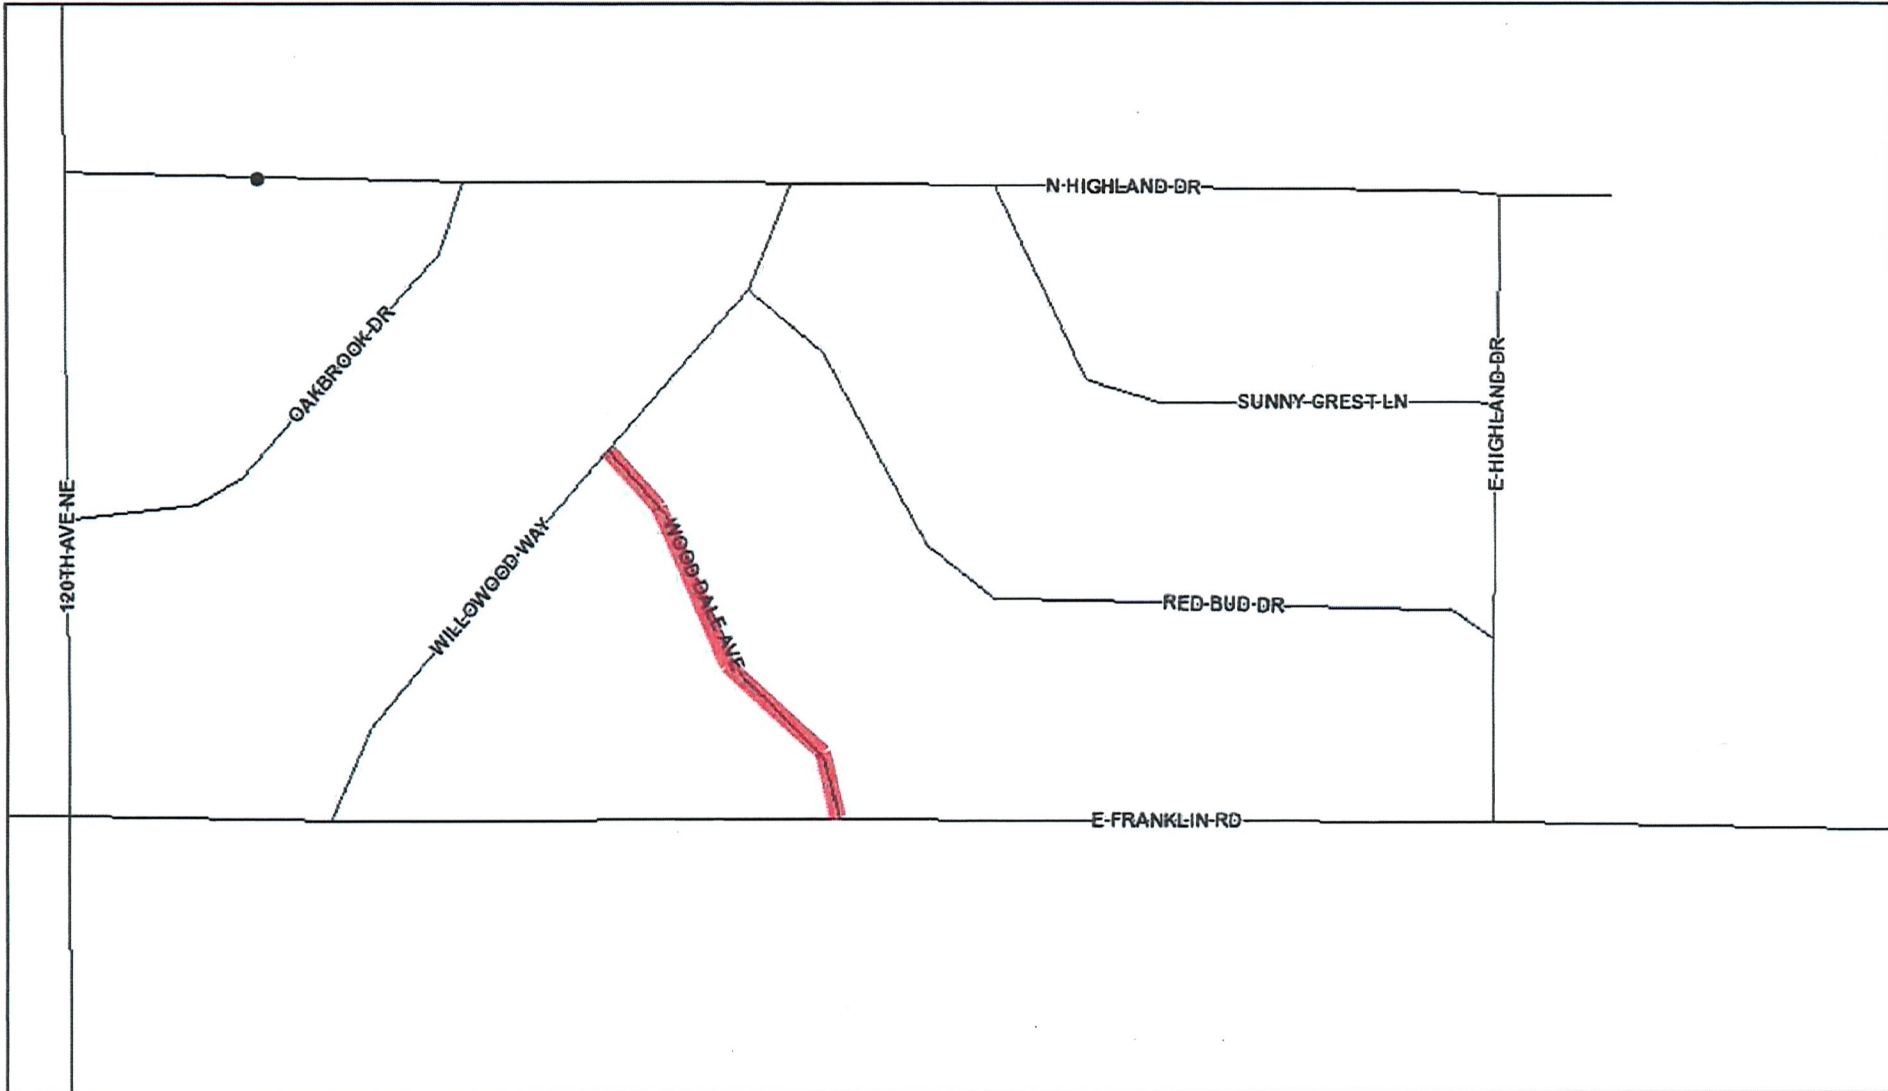 N HIGHLAND DR
OAKBROOK DR
E HIGHLAND DR
SUNNY CREST LN
120TH AVE NE
WILLOWOOD WAY
WOOD DALE AVE
RED BUD DR
E FRANKLIN RD